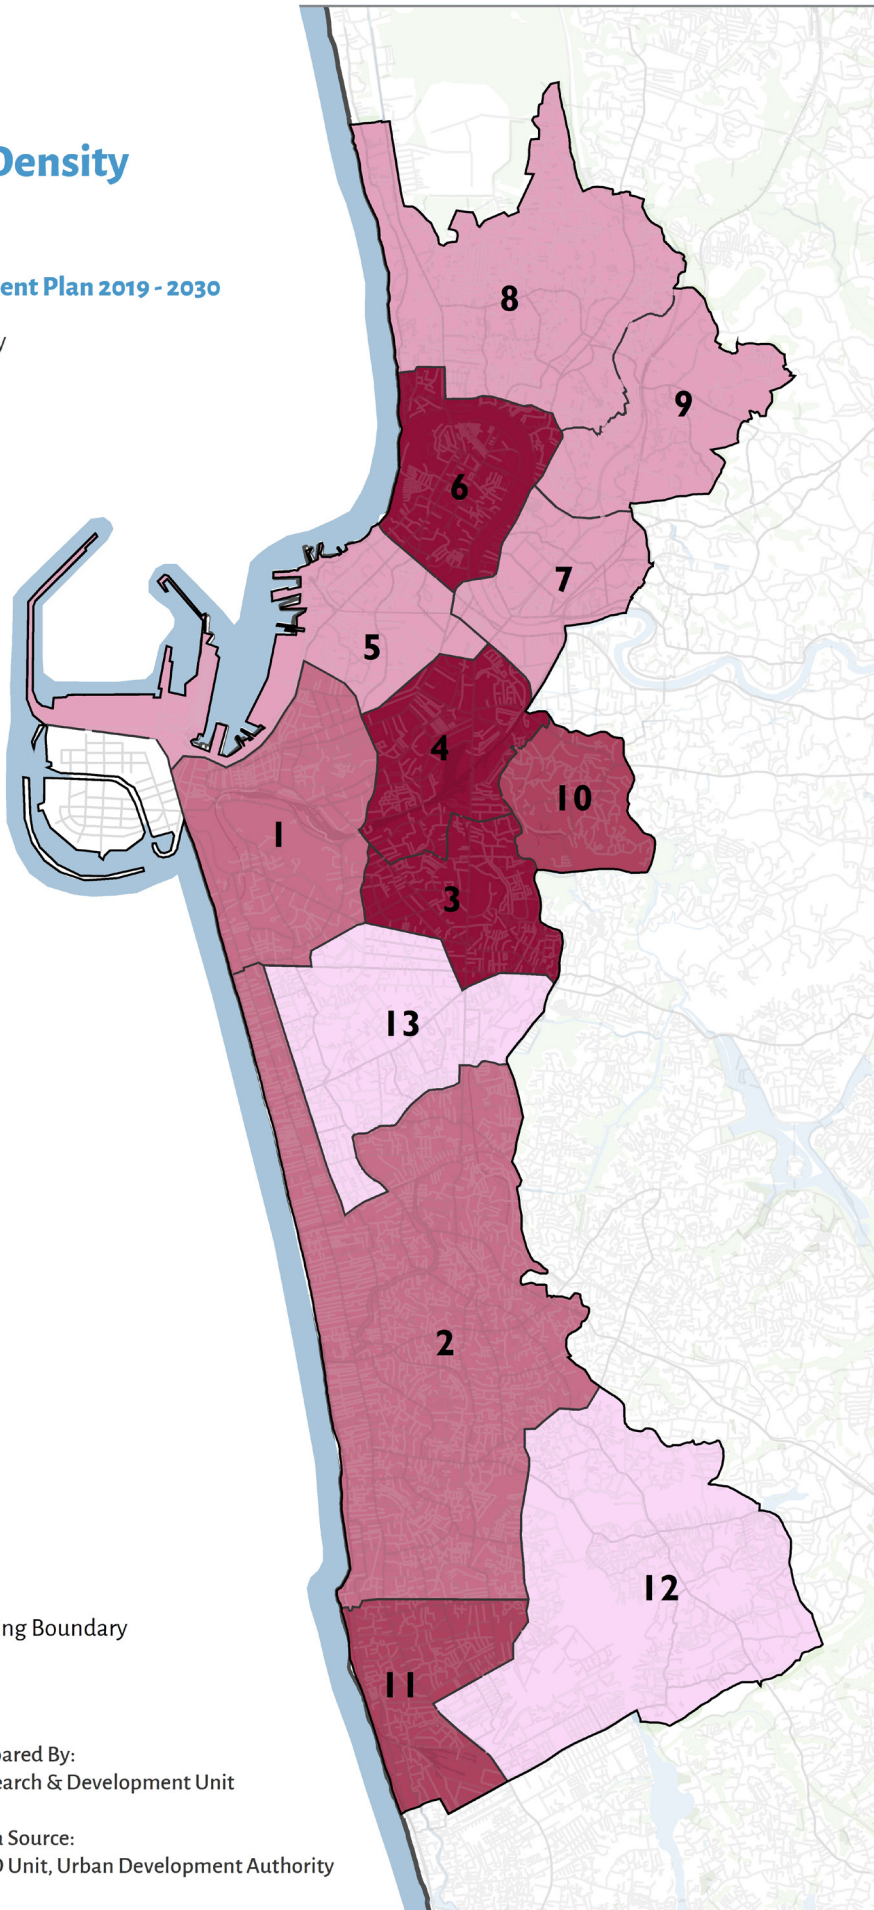 Density
ent Plan 2019 - 2030
y
8
9
6
7
5
4
10
1
3
13
2
12
ng Boundary
11
ared By:
earch & Development Unit
a Source:
D Unit, Urban Development Authority